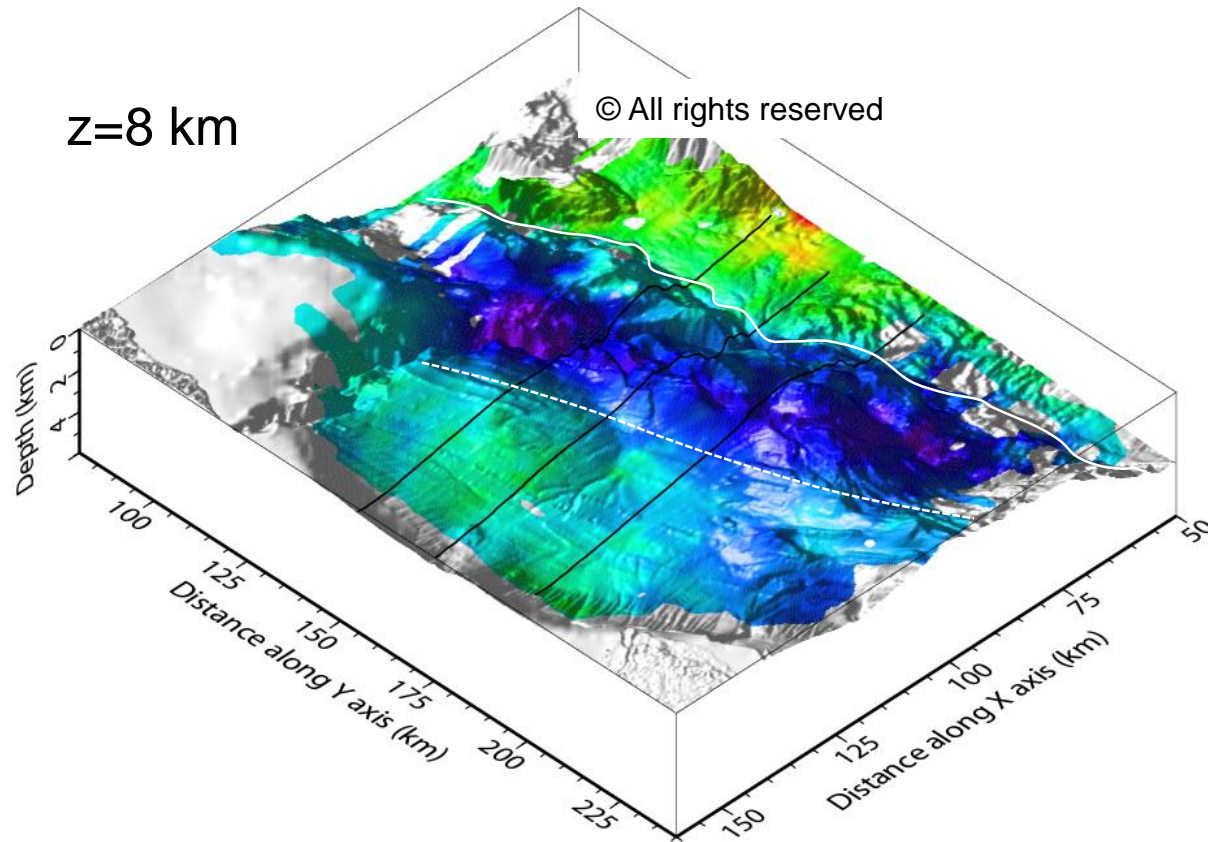 z=8 km
© All rights reserved
Depth (km)
0
2
4
100
125
150
175
200
225
Distance along Y axis (km)
50
75
100
125
150
Distance along X axis (km)